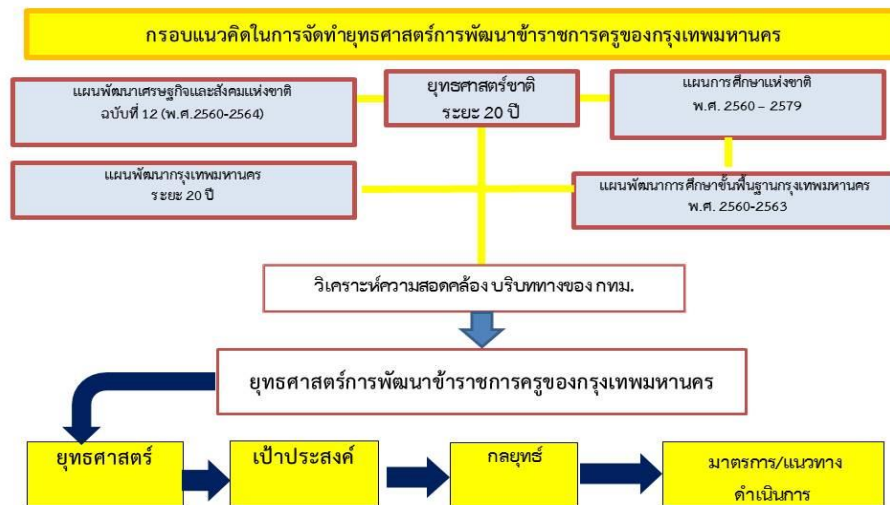 กรอบแนวคิดในการจัดทำยุทธศาสตร์การพัฒนาข้าราชการครูของกรุงเทพมหานคร
แผนพัฒนาเศรษฐกิจและสังคมแห่งชาติ
ฉบับที่ 12 (พ.ศ.2560-2564)
ยุทธศาสตร์ชาติ
ระยะ 20 ปี
แผนการศึกษาแห่งชาติ
พ.ศ. 2560 – 2579
แผนพัฒนากรุงเทพมหานคร
ระยะ 20 ปี
แผนพัฒนาการศึกษาขั้นพื้นฐานกรุงเทพมหานคร
พ.ศ. 2560-2563
วิเคราะห์ความสอดคล้อง บริบททางของ กทม.
ยุทธศาสตร์การพัฒนาข้าราชการครูของกรุงเทพมหานคร
ยุทธศาสตร์
เป้าประสงค์
กลยุทธ์
มาตรการ/แนวทาง
ดำเนินการ